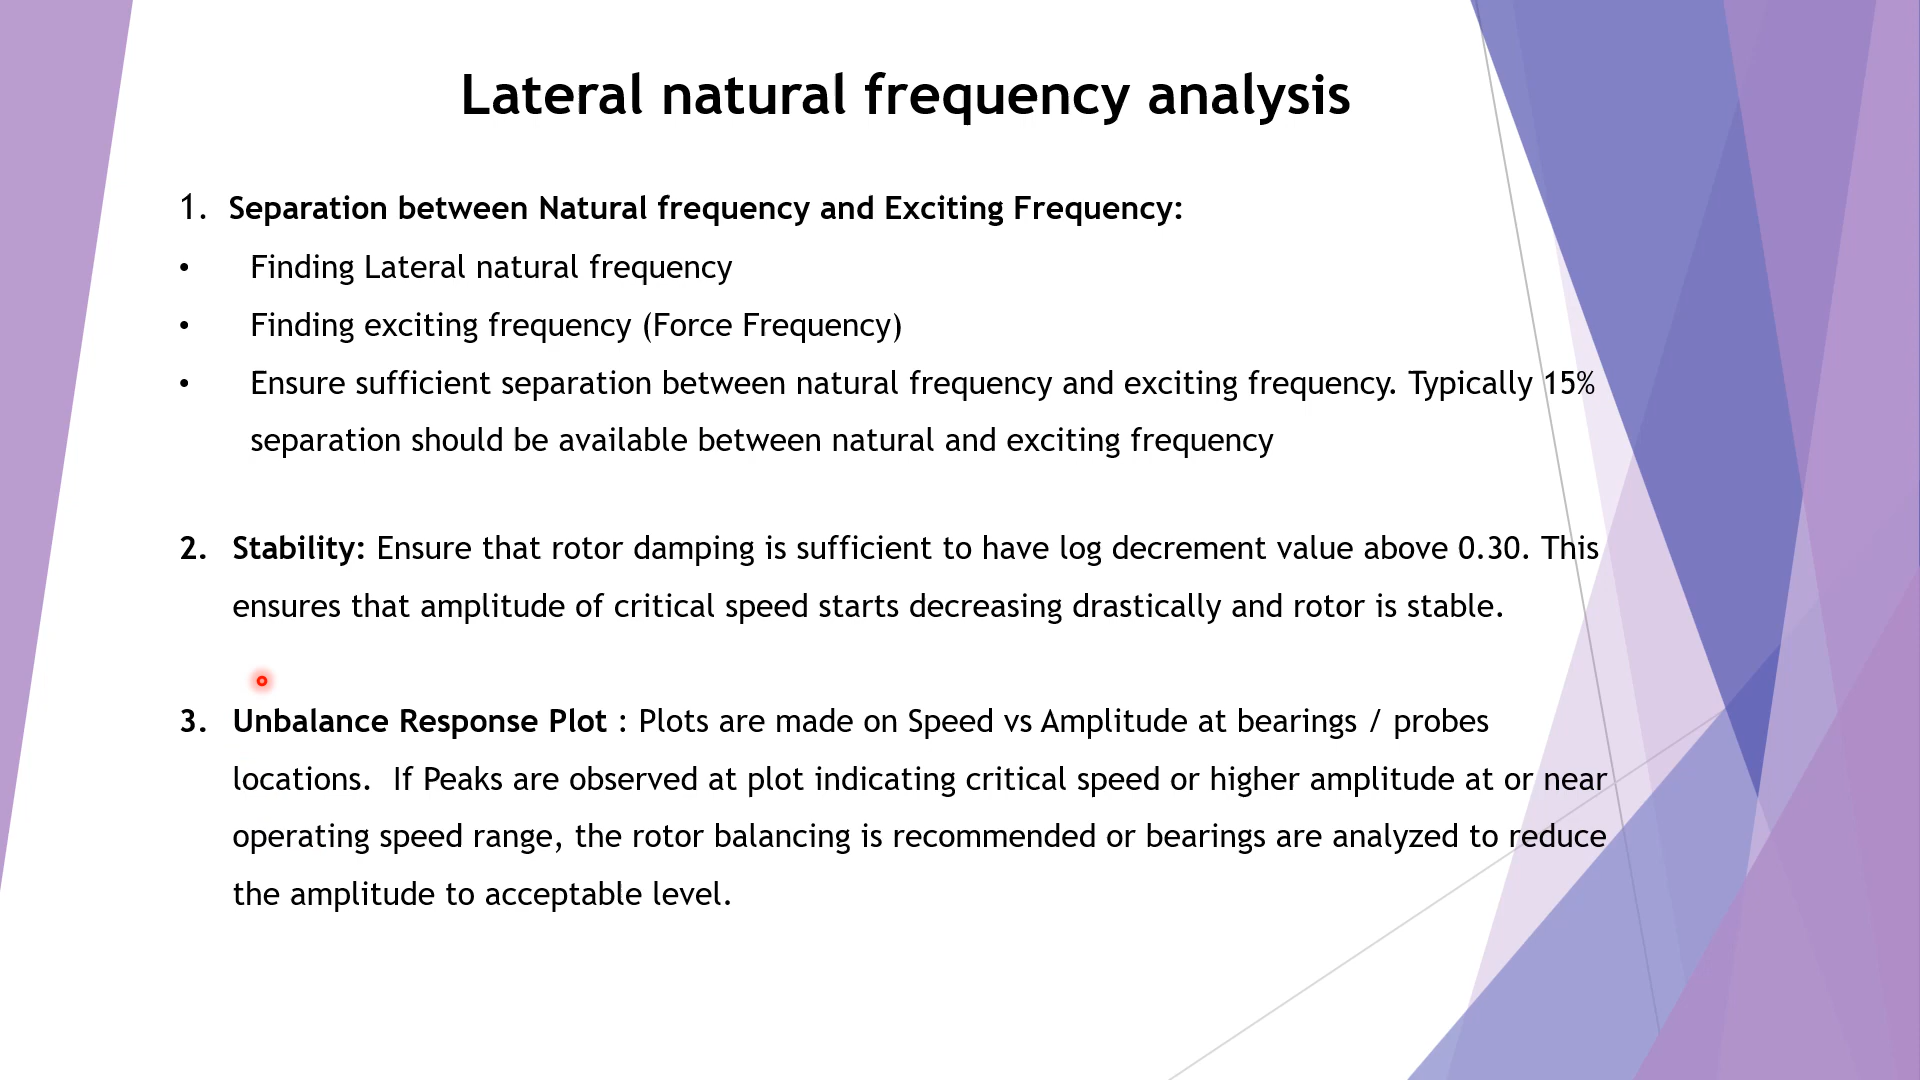 Lateral natural frequency analysis
1. Separation between Natural frequency and Exciting Frequency:
• Finding Lateral natural frequency
• Finding exciting frequency (Force Frequency)
• Ensure sufficient separation between natural frequency and exciting frequency. Typically 15%
separation should be available between natural and exciting frequency
2. Stability: Ensure that rotor damping is sufficient to have log decrement value above 0.30. This
ensures that amplitude of critical speed starts decreasing drastically and rotor is stable.
3. Unbalance Response Plot : Plots are made on Speed vs Amplitude at bearings / probes
locations.  If Peaks are observed at plot indicating critical speed or higher amplitude at or near
operating speed range, the rotor balancing is recommended or bearings are analyzed to reduce
the amplitude to acceptable level.